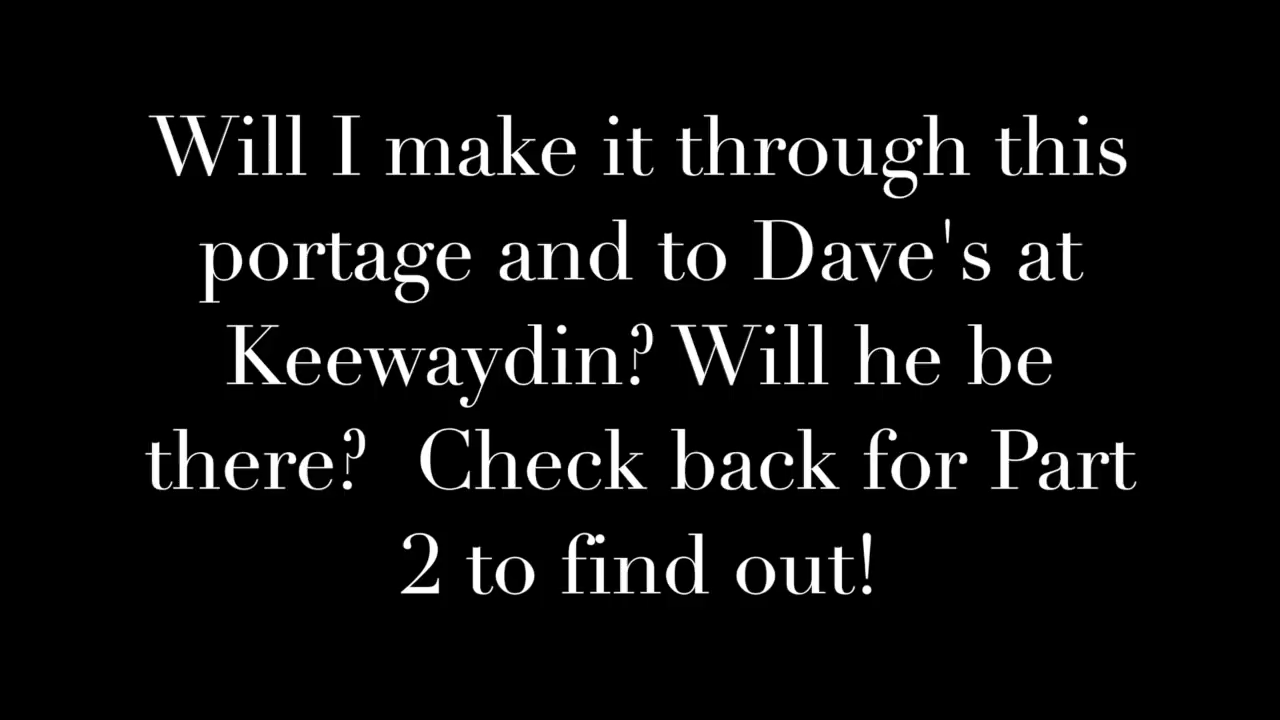 Will I make it through this
portage and to Dave's at
Keewaydin? Will he be
there?  Check back for Part
2 to find out!